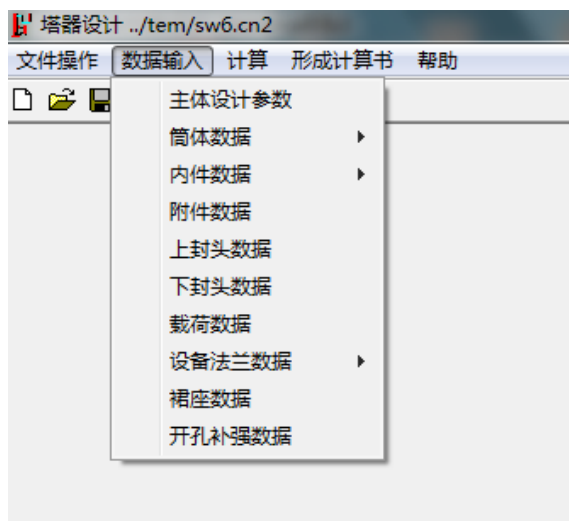 塔器设计 ../tem/sw6.cn2
文件操作 数据输入 计算 形成计算书 帮助
主体设计参数
筒体数据
内件数据
附件数据
上封头数据
下封头数据
载荷数据
设备法兰数据
裙座数据
开孔补强数据